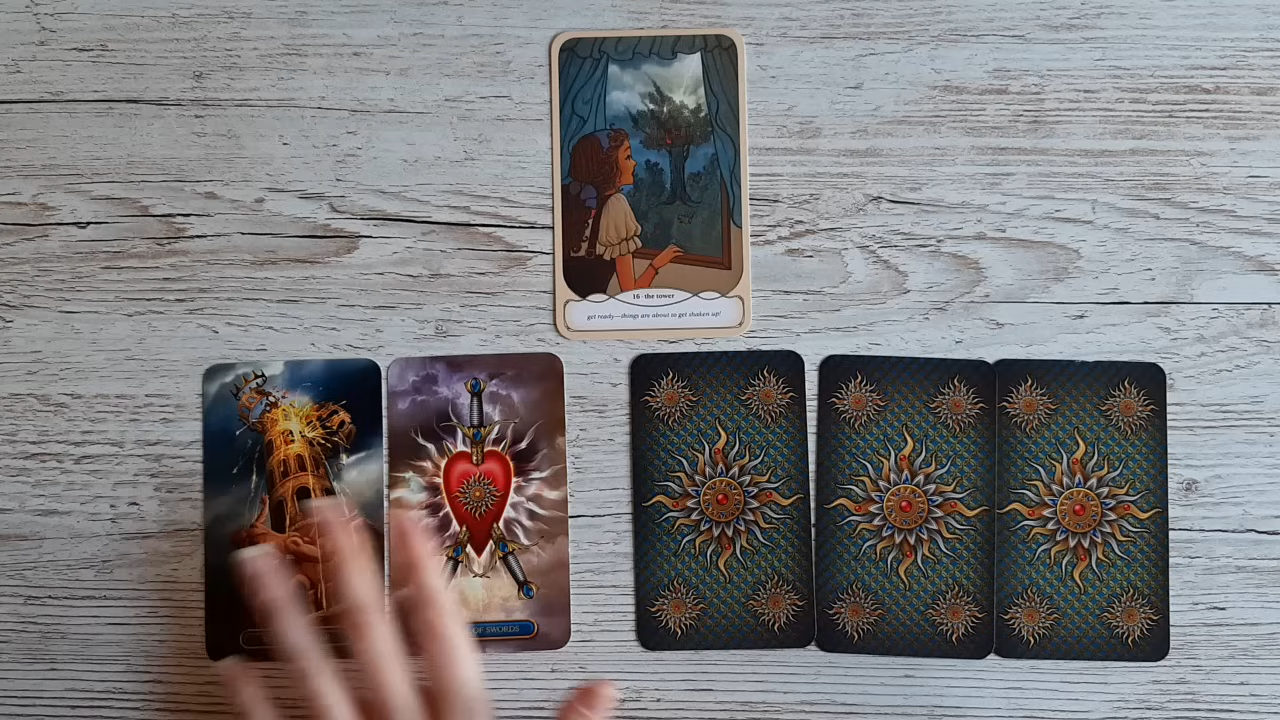 16 · the tower
get ready—things are about to get shaken up!
OF SWORDS